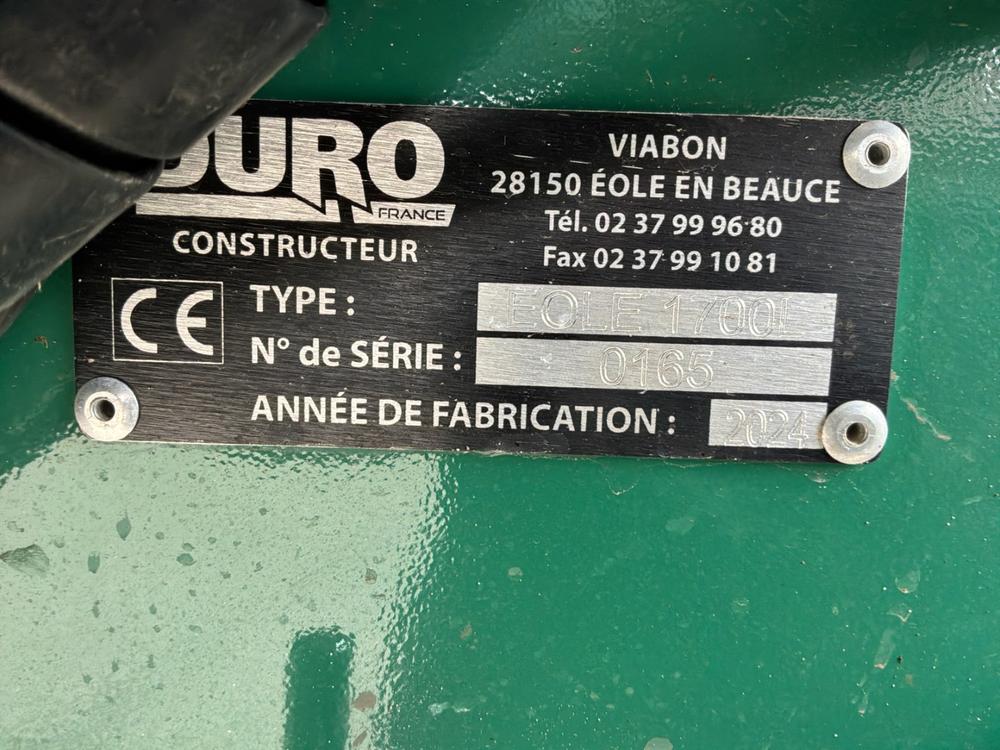 DURO
FRANCE
CONSTRUCTEUR
VIABON
28150 ÉOLE EN BEAUCE
Tél. 02 37 99 96 80
Fax 02 37 99 10 81
CE
TYPE : EOLE 1700L
N° de SÉRIE : 0165
ANNÉE DE FABRICATION : 2024